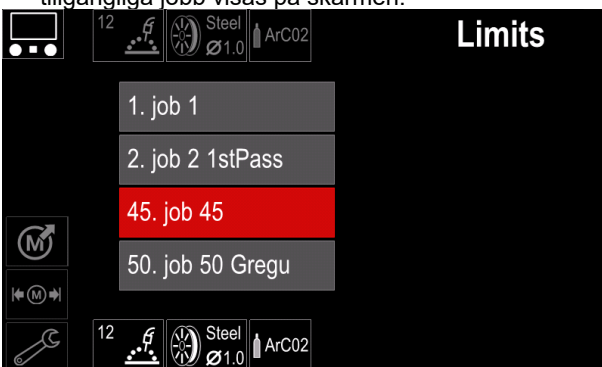 tillgängliga jobb visas på skärmen.
12 Steel Ø1.0 ArC02 Limits
1. job 1
2. job 2 1stPass
45. job 45
50. job 50 Gregu
M
M
12 Steel Ø1.0 ArC02